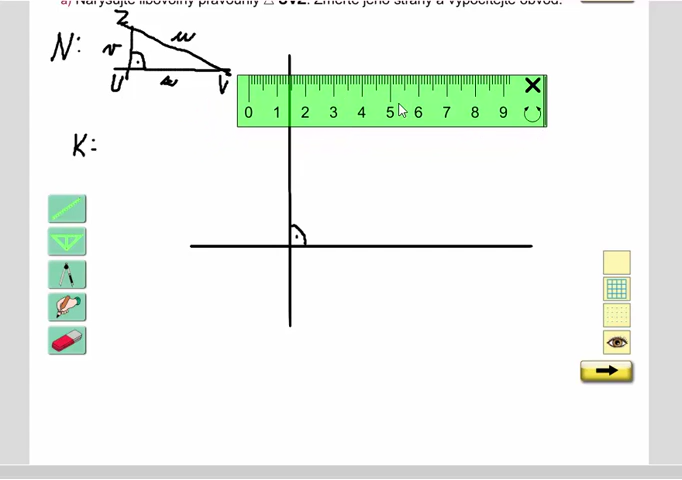 a) Narýsujte libovolný pravoúhlý △ UVZ. Změřte jeho strany a vypočítejte obvod.
N:
Z
v
u
U
z
V
0 1 2 3 4 5 6 7 8 9
K: